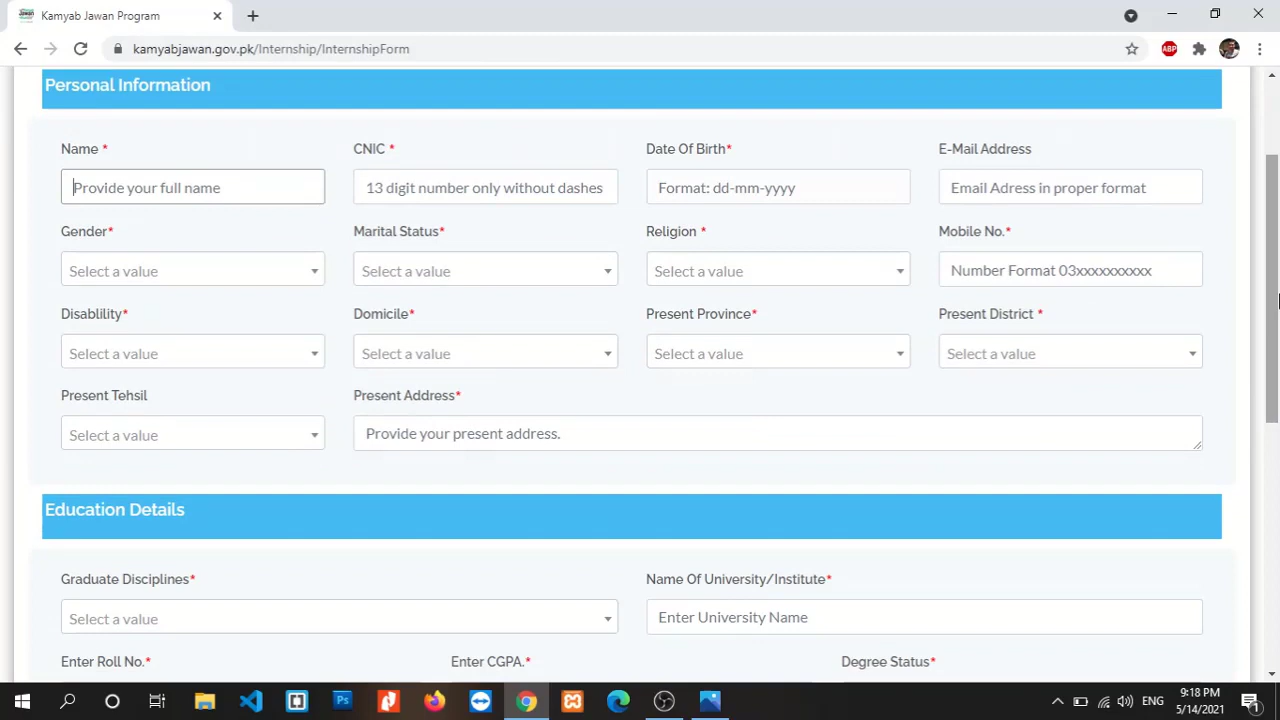 Kamyab Jawan Program
kamyabjawan.gov.pk/Internship/InternshipForm
ABP
Personal Information
Name * CNIC * Date Of Birth* E-Mail Address
Provide your full name 13 digit number only without dashes Format: dd-mm-yyyy Email Adress in proper format
Gender* Marital Status* Religion * Mobile No.*
Select a value Select a value Select a value Number Format 03xxxxxxxxxx
Disablility* Domicile* Present Province* Present District *
Select a value Select a value Select a value Select a value
Present Tehsil Present Address*
Select a value Provide your present address.
Education Details
Graduate Disciplines* Name Of University/Institute*
Select a value Enter University Name
Enter Roll No.* Enter CGPA.* Degree Status*
Ps ENG 9:18 PM
5/14/2021 1